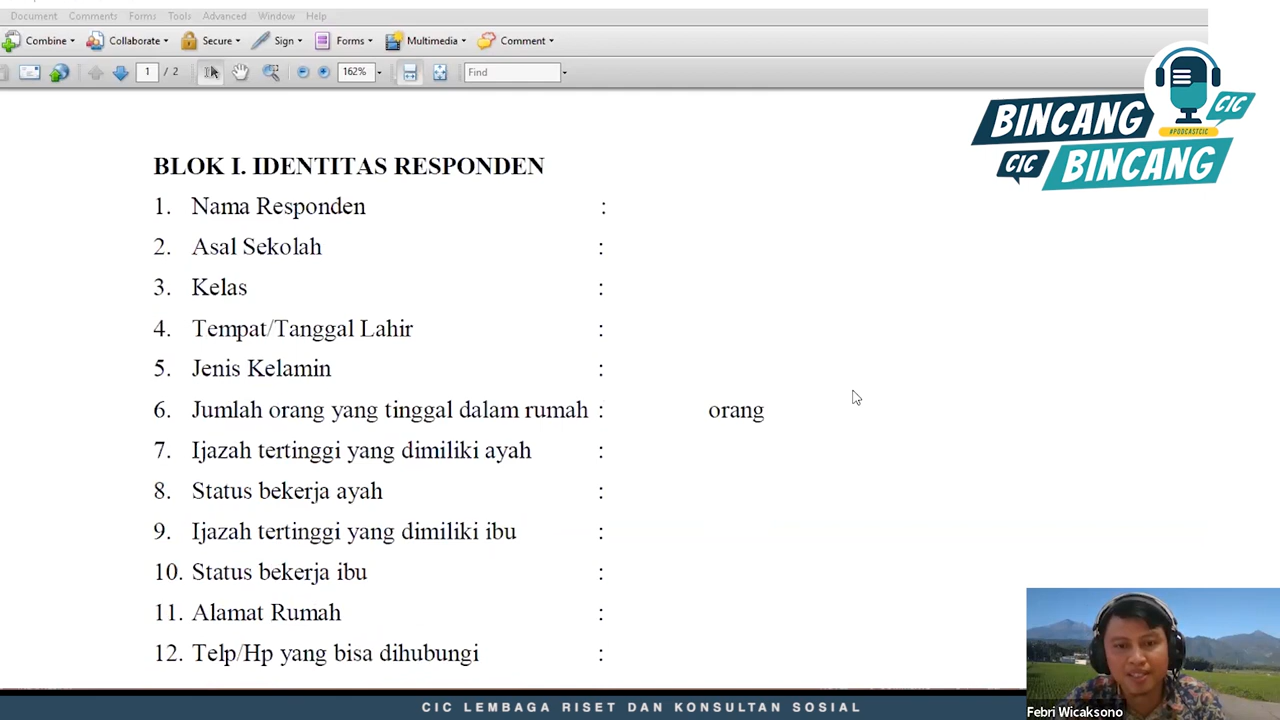 Document Comments Forms Tools Advanced Window Help
Combine Collaborate Secure Sign Forms Multimedia Comment
1 / 2 162% Find
BINCANG CIC
#PODCASTCIC
CIC BINCANG
BLOK I. IDENTITAS RESPONDEN
1. Nama Responden :
2. Asal Sekolah :
3. Kelas :
4. Tempat/Tanggal Lahir :
5. Jenis Kelamin :
6. Jumlah orang yang tinggal dalam rumah : orang
7. Ijazah tertinggi yang dimiliki ayah :
8. Status bekerja ayah :
9. Ijazah tertinggi yang dimiliki ibu :
10. Status bekerja ibu :
11. Alamat Rumah :
12. Telp/Hp yang bisa dihubungi :
Febri Wicaksono
CIC LEMBAGA RISET DAN KONSULTAN SOSIAL